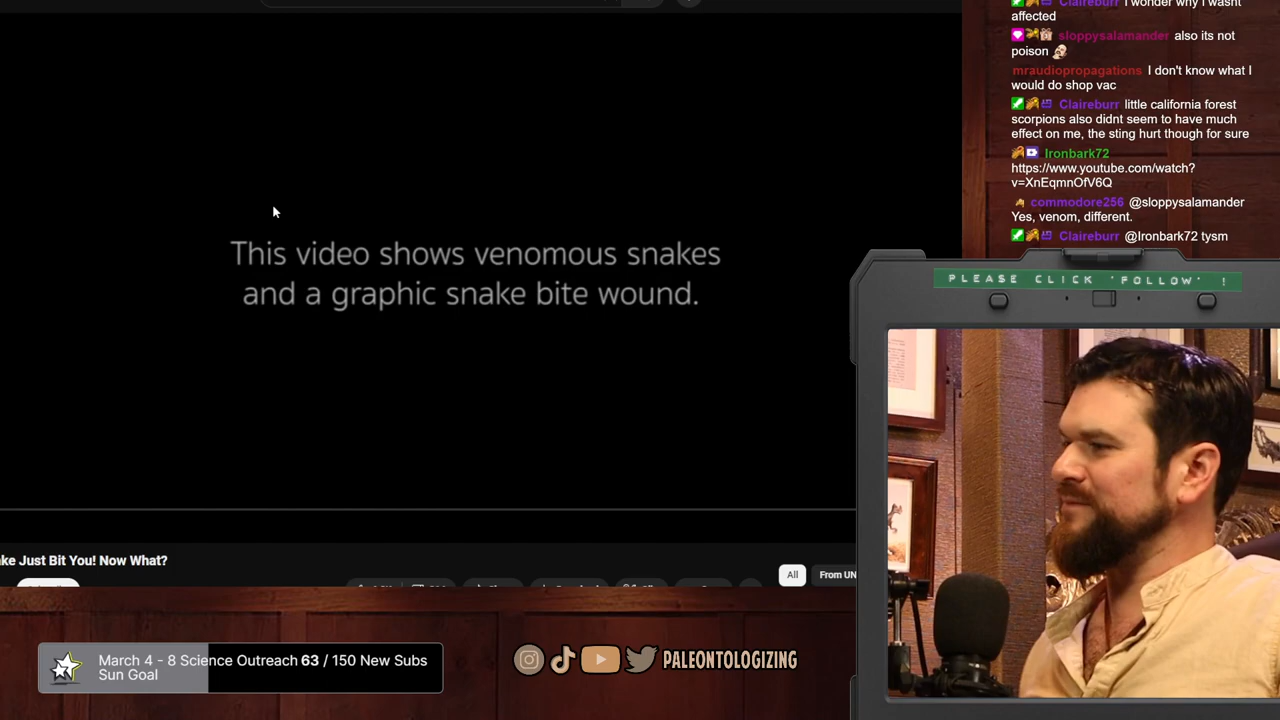 Claireburr I wonder why I wasnt
affected
sloppysalamander also its not
poison
mraudiopropagations I don't know what I
would do shop vac
Claireburr little california forest
scorpions also didnt seem to have much
effect on me, the sting hurt though for sure
Ironbark72
https://www.youtube.com/watch?
v=XnEqmnOfV6Q
commodore256 @sloppysalamander
Yes, venom, different.
Claireburr @Ironbark72 tysm
This video shows venomous snakes
and a graphic snake bite wound.
PLEASE CLICK "FOLLOW" !
ke Just Bit You! Now What?
All From UN
March 4 - 8 Science Outreach 63 / 150 New Subs
Sun Goal
PALEONTOLOGIZING